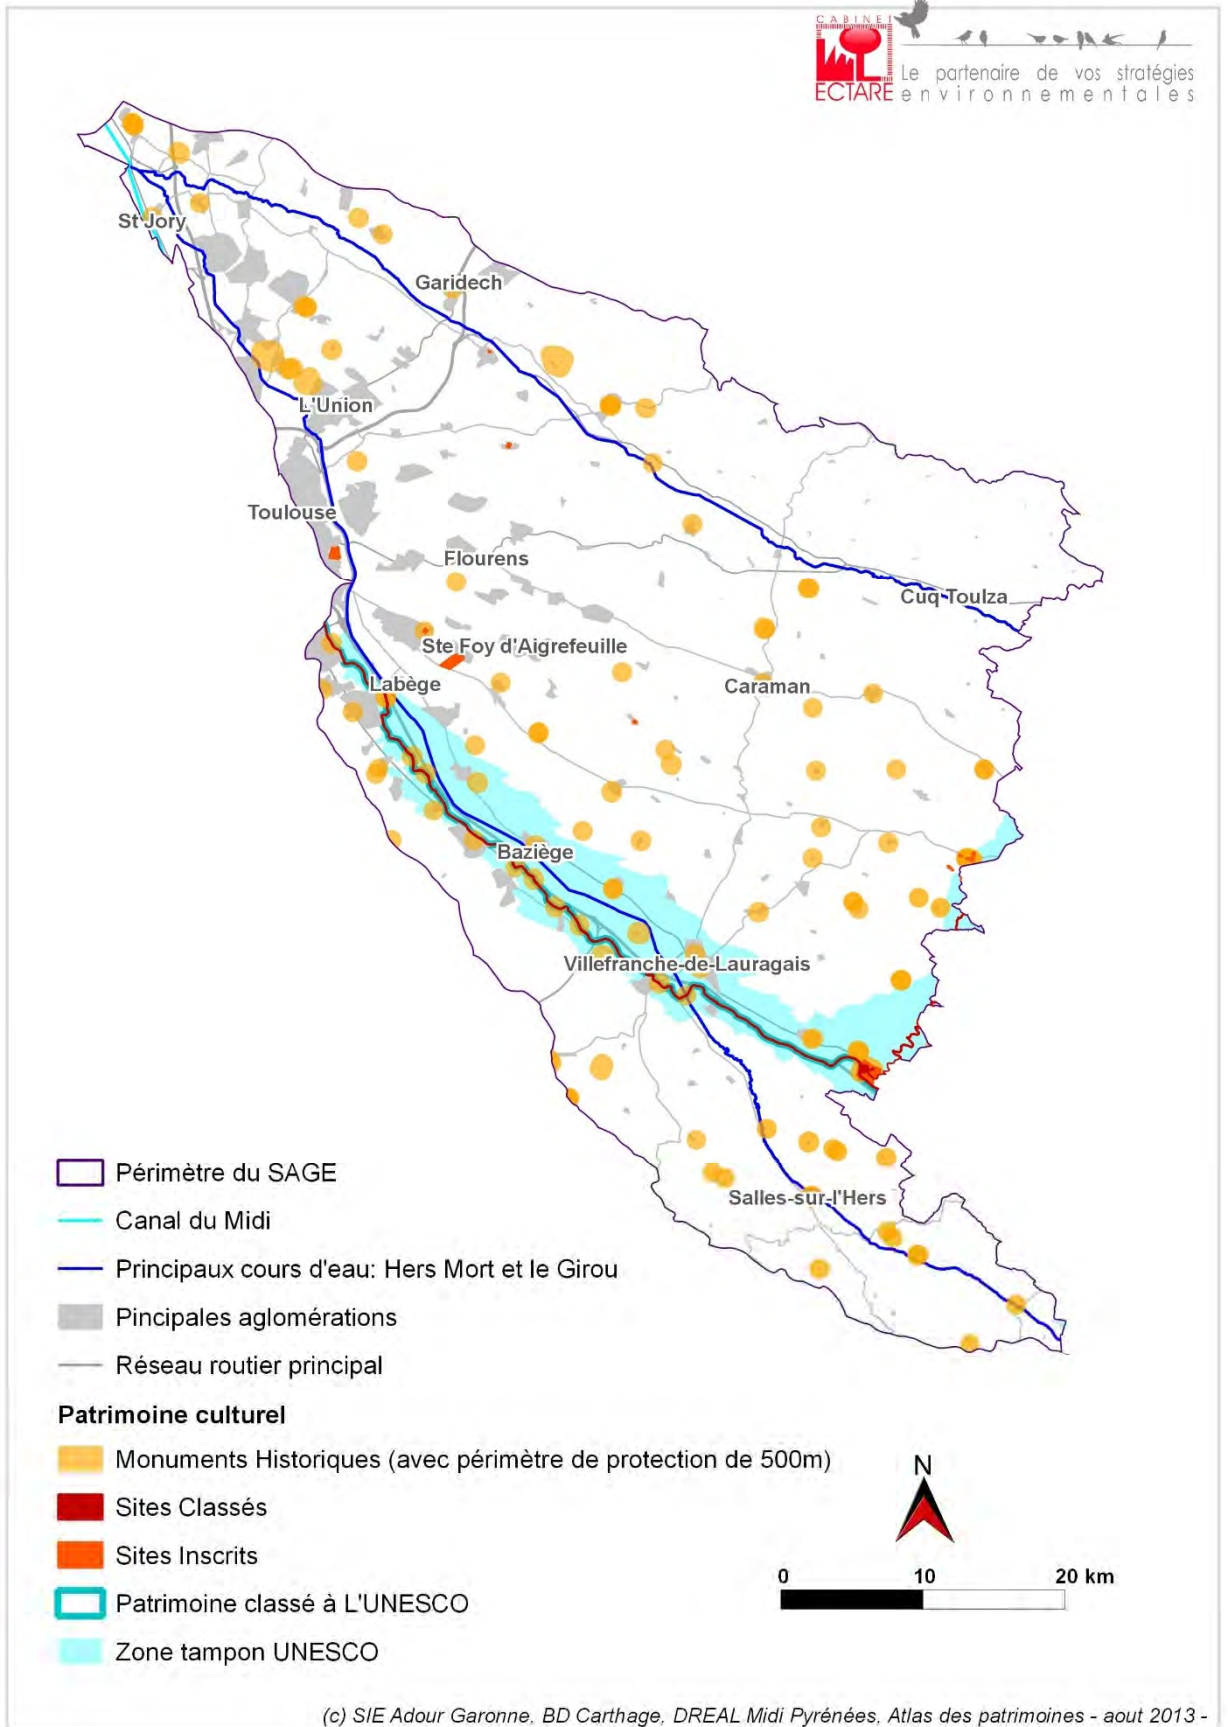 CABINET
ECTARE
Le partenaire de vos stratégies
environnementales
St Jory
Garidech
L'Union
Toulouse
Flourens
Cuq Toulza
Ste Foy d'Aigrefeuille
Labège
Caraman
Baziège
Villefranche-de-Lauragais
Salles-sur-l'Hers
Périmètre du SAGE
Canal du Midi
Principaux cours d'eau: Hers Mort et le Girou
Pincipales aglomérations
Réseau routier principal
Patrimoine culturel
Monuments Historiques (avec périmètre de protection de 500m)
Sites Classés
Sites Inscrits
Patrimoine classé à L'UNESCO
Zone tampon UNESCO
N
0 10 20 km
(c) SIE Adour Garonne, BD Carthage, DREAL Midi Pyrénées, Atlas des patrimoines - aout 2013 -